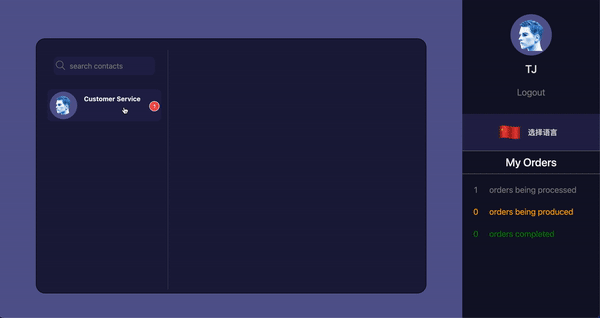 search contacts
Customer Service
TJ
Logout
选择语言
My Orders
1 orders being processed
0 orders being produced
0 orders completed